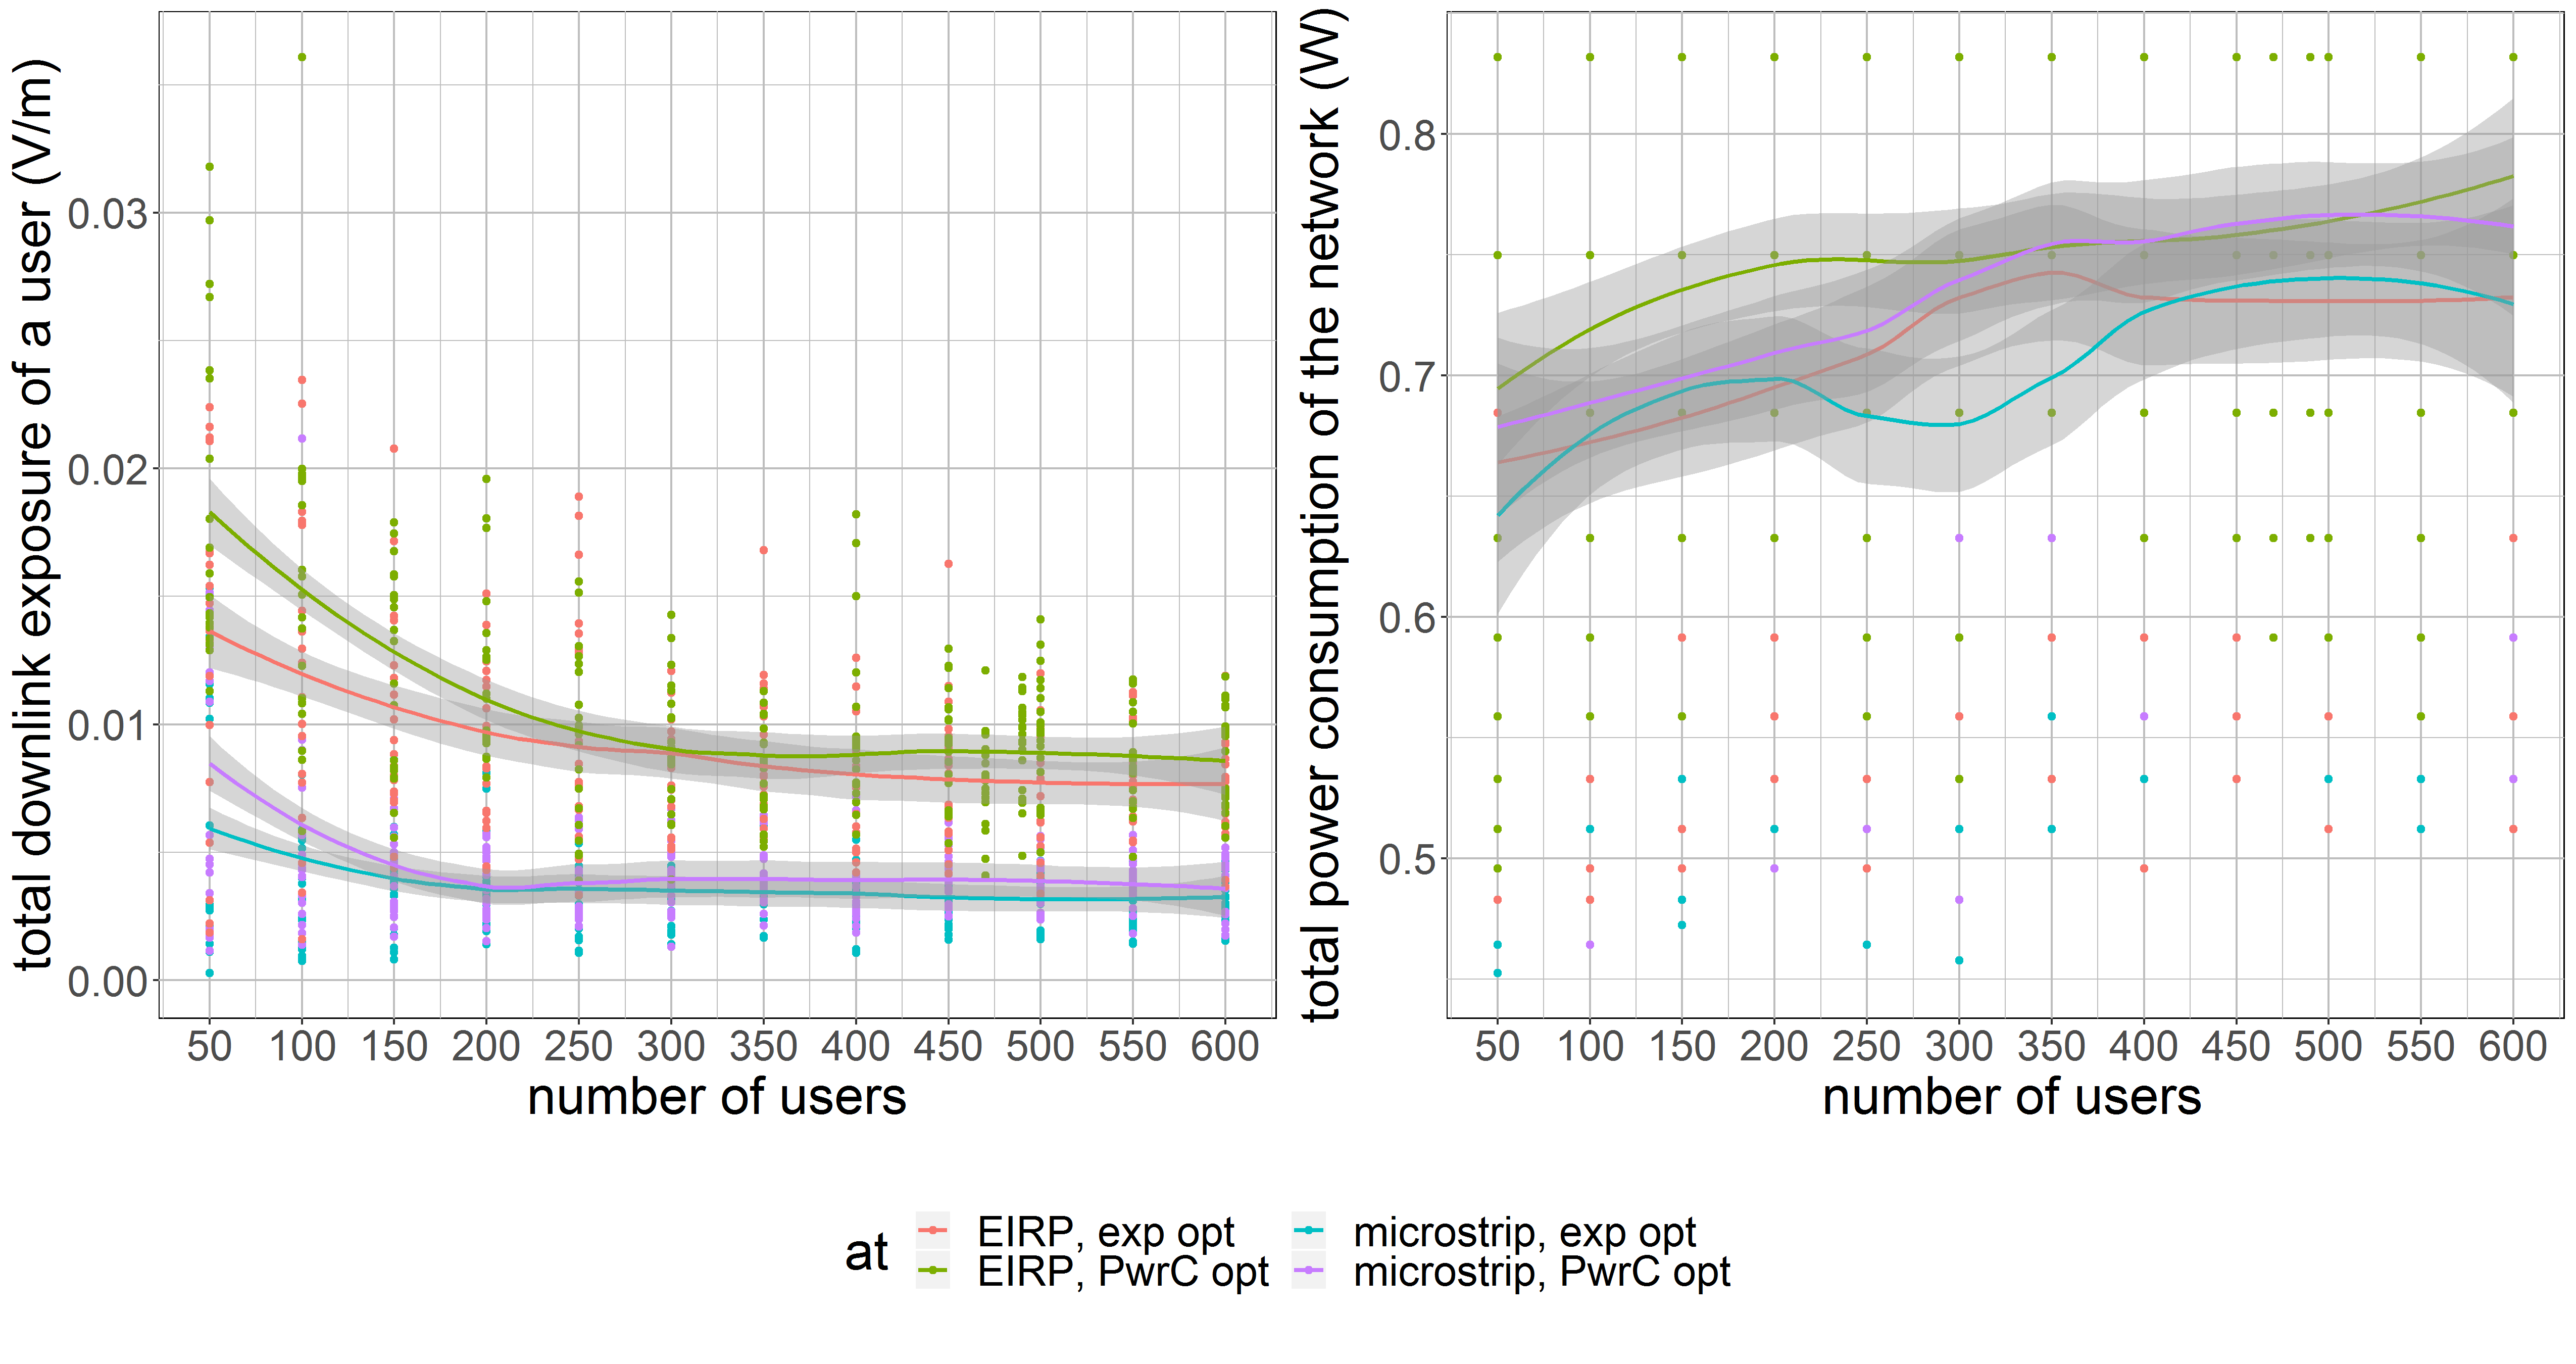 total downlink exposure of a user (V/m)
0.03
0.02
0.01
0.00
50 100 150 200 250 300 350 400 450 500 550 600
number of users
total power consumption of the network (W)
0.8
0.7
0.6
0.5
50 100 150 200 250 300 350 400 450 500 550 600
number of users
at
EIRP, exp opt
EIRP, PwrC opt
microstrip, exp opt
microstrip, PwrC opt